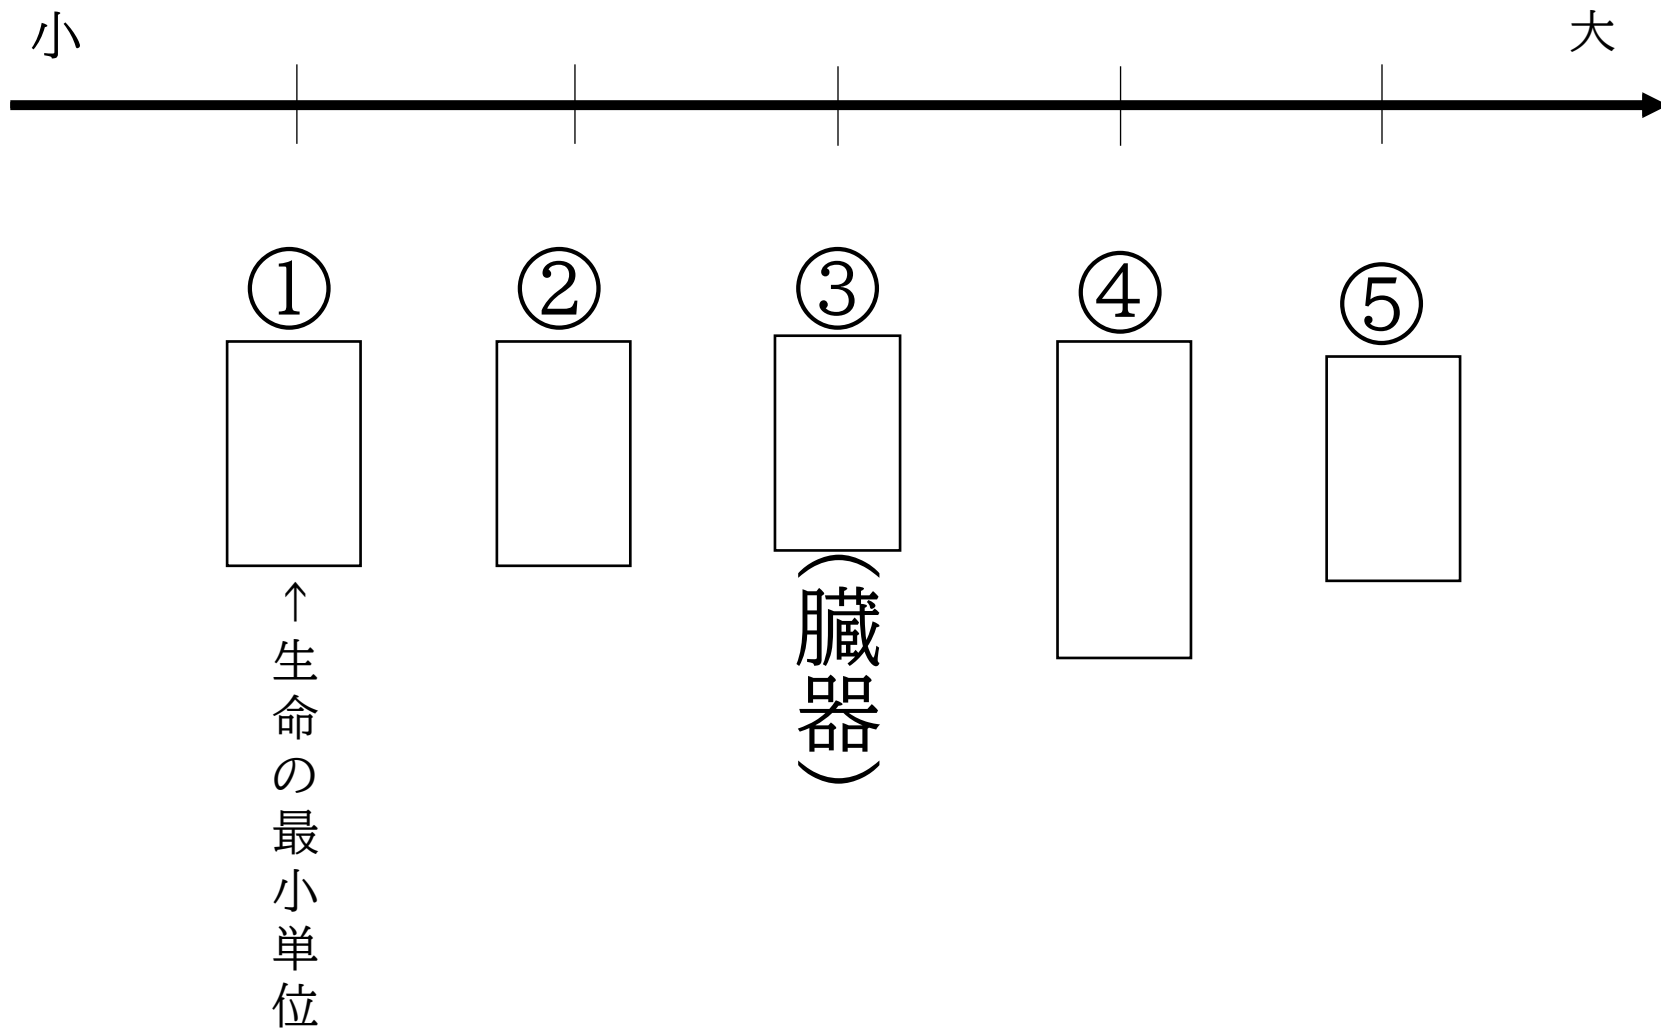 小
大
①
②
③
④
⑤
(臓器)
↑生命の最小単位